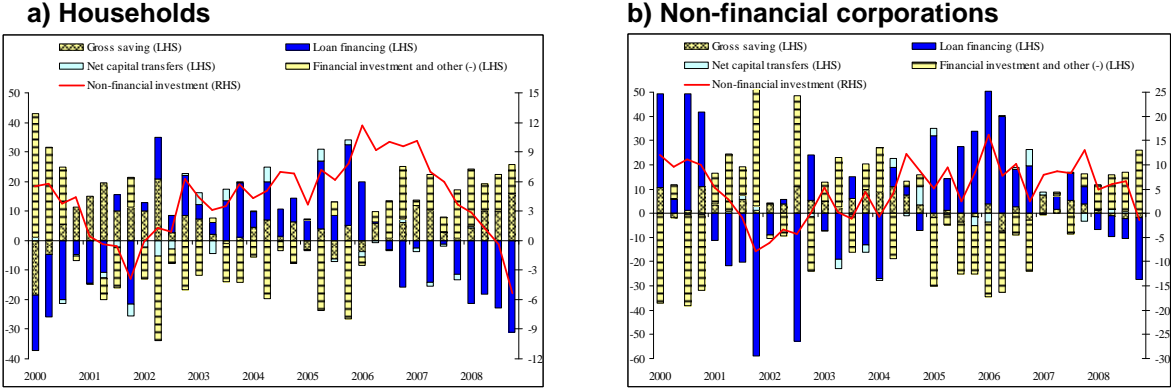 a) Households
Gross saving (LHS) Loan financing (LHS)
Net capital transfers (LHS) Financial investment and other (-) (LHS)
Non-financial investment (RHS)
50 15
40 12
30 9
20 6
10 3
0 0
-10 -3
-20 -6
-30 -9
-40 -12
2000 2001 2002 2003 2004 2005 2006 2007 2008
b) Non-financial corporations
Gross saving (LHS) Loan financing (LHS)
Net capital transfers (LHS) Financial investment and other (-) (LHS)
Non-financial investment (RHS)
50 25
40 20
30 15
20 10
10 5
0 0
-10 -5
-20 -10
-30 -15
-40 -20
-50 -25
-60 -30
2000 2001 2002 2003 2004 2005 2006 2007 2008